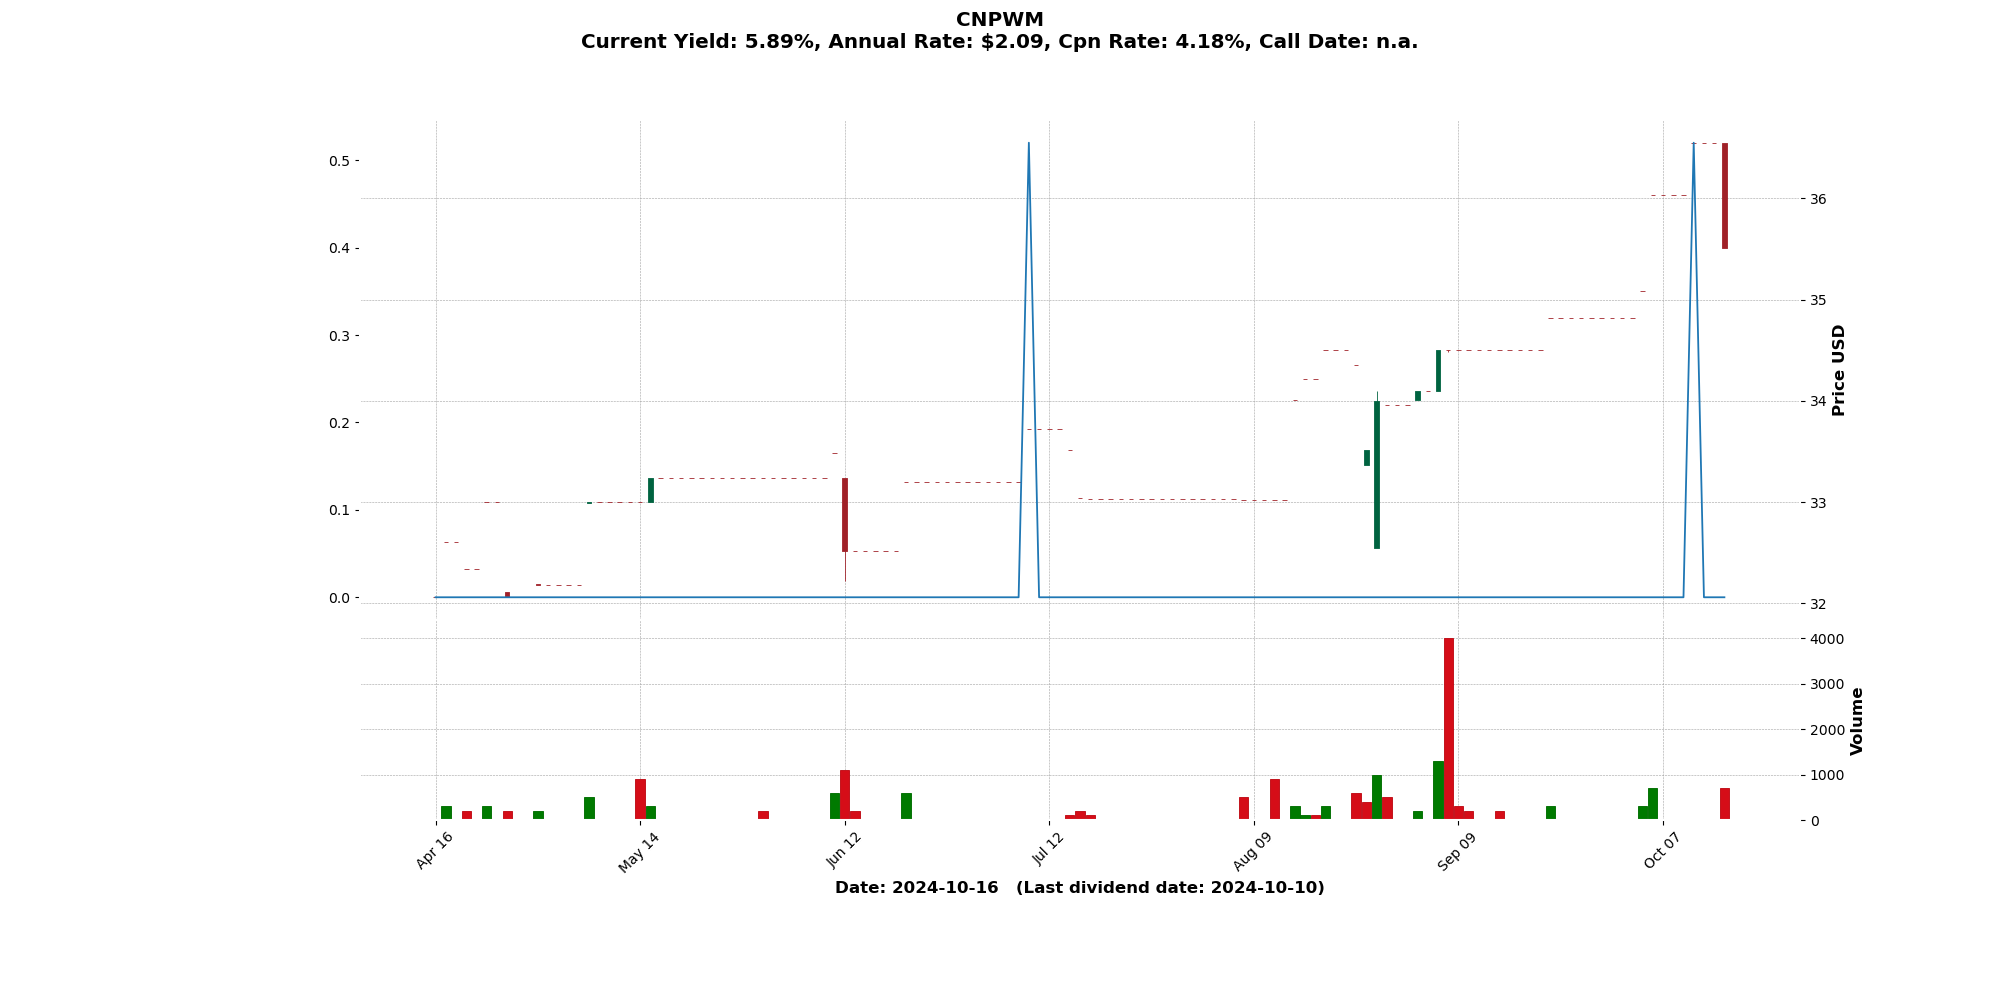 CNPWM
Current Yield: 5.89%, Annual Rate: $2.09, Cpn Rate: 4.18%, Call Date: n.a.
0.5
0.4
0.3
0.2
0.1
0.0
36
35
34
33
32
Price USD
4000
3000
2000
1000
0
Volume
Apr 16
May 14
Jun 12
Jul 12
Aug 09
Sep 09
Oct 07
Date: 2024-10-16 (Last dividend date: 2024-10-10)